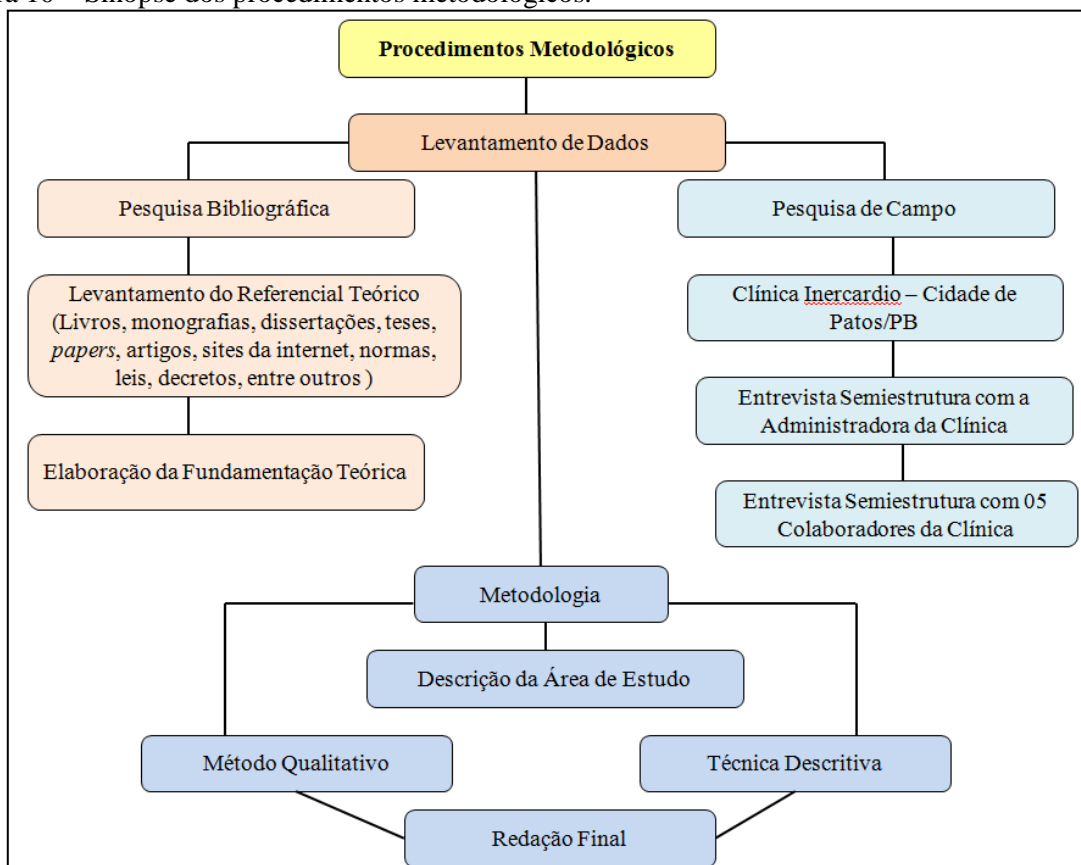 a 10 – Sinopse dos procedimentos metodológicos.
Procedimentos Metodológicos
Levantamento de Dados
Pesquisa Bibliográfica
Pesquisa de Campo
Levantamento do Referencial Teórico
(Livros, monografias, dissertações, teses,
papers, artigos, sites da internet, normas,
leis, decretos, entre outros )
Clínica Inercardio – Cidade de
Patos/PB
Entrevista Semiestrutura com a
Administradora da Clínica
Elaboração da Fundamentação Teórica
Entrevista Semiestrutura com 05
Colaboradores da Clínica
Metodologia
Descrição da Área de Estudo
Método Qualitativo
Técnica Descritiva
Redação Final